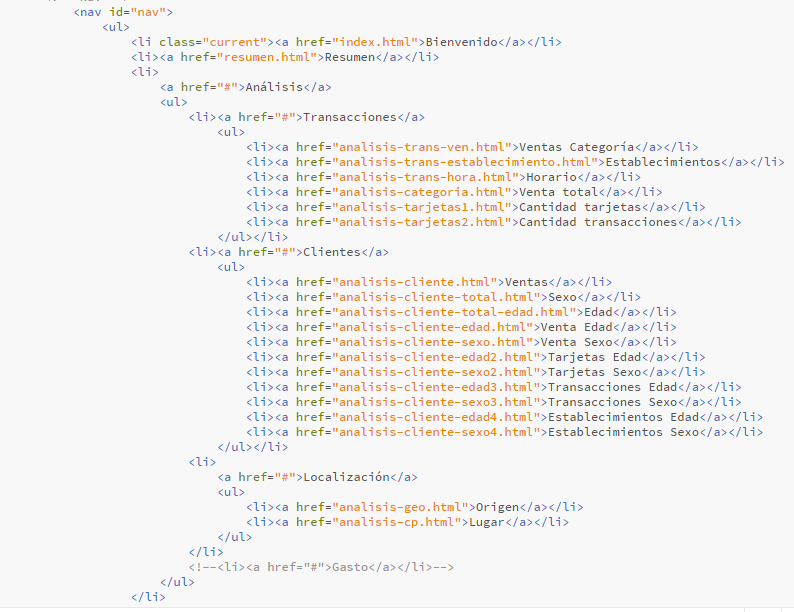 <nav id="nav">
<ul>
<li class="current"><a href="index.html">Bienvenido</a></li>
<li><a href="resumen.html">Resumen</a></li>
<li>
<a href="#">Análisis</a>
<ul>
<li><a href="#">Transacciones</a>
<ul>
<li><a href="analisis-trans-ven.html">Ventas Categoría</a></li>
<li><a href="analisis-trans-establecimiento.html">Establecimientos</a></li>
<li><a href="analisis-trans-hora.html">Horario</a></li>
<li><a href="analisis-categoria.html">Venta total</a></li>
<li><a href="analisis-tarjetas1.html">Cantidad tarjetas</a></li>
<li><a href="analisis-tarjetas2.html">Cantidad transacciones</a></li>
</ul></li>
<li><a href="#">Clientes</a>
<ul>
<li><a href="analisis-cliente.html">Ventas</a></li>
<li><a href="analisis-cliente-total.html">Sexo</a></li>
<li><a href="analisis-cliente-total-edad.html">Edad</a></li>
<li><a href="analisis-cliente-edad.html">Venta Edad</a></li>
<li><a href="analisis-cliente-sexo.html">Venta Sexo</a></li>
<li><a href="analisis-cliente-edad2.html">Tarjetas Edad</a></li>
<li><a href="analisis-cliente-sexo2.html">Tarjetas Sexo</a></li>
<li><a href="analisis-cliente-edad3.html">Transacciones Edad</a></li>
<li><a href="analisis-cliente-sexo3.html">Transacciones Sexo</a></li>
<li><a href="analisis-cliente-edad4.html">Establecimientos Edad</a></li>
<li><a href="analisis-cliente-sexo4.html">Establecimientos Sexo</a></li>
</ul></li>
<li>
<a href="#">Localización</a>
<ul>
<li><a href="analisis-geo.html">Origen</a></li>
<li><a href="analisis-cp.html">Lugar</a></li>
</ul>
</li>
<!--<li><a href="#">Gasto</a></li>-->
</ul>
</li>